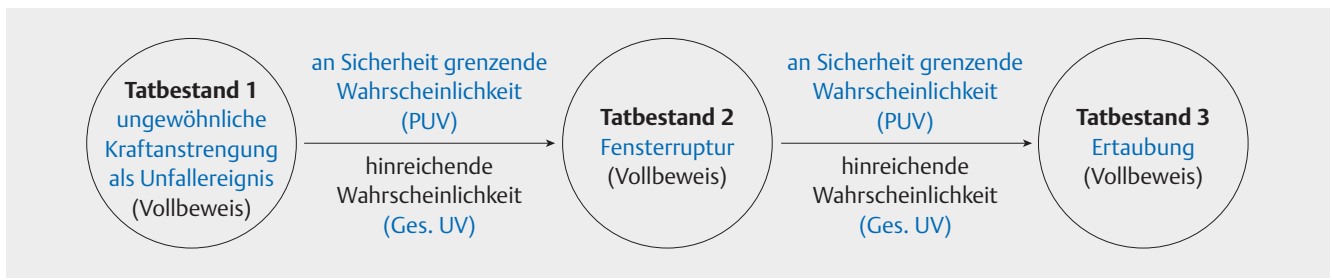 Tatbestand 1
ungewöhnliche
Kraftanstrengung
als Unfallereignis
(Vollbeweis)
an Sicherheit grenzende
Wahrscheinlichkeit
(PUV)
hinreichende
Wahrscheinlichkeit
(Ges. UV)
Tatbestand 2
Fensterruptur
(Vollbeweis)
an Sicherheit grenzende
Wahrscheinlichkeit
(PUV)
hinreichende
Wahrscheinlichkeit
(Ges. UV)
Tatbestand 3
Ertaubung
(Vollbeweis)